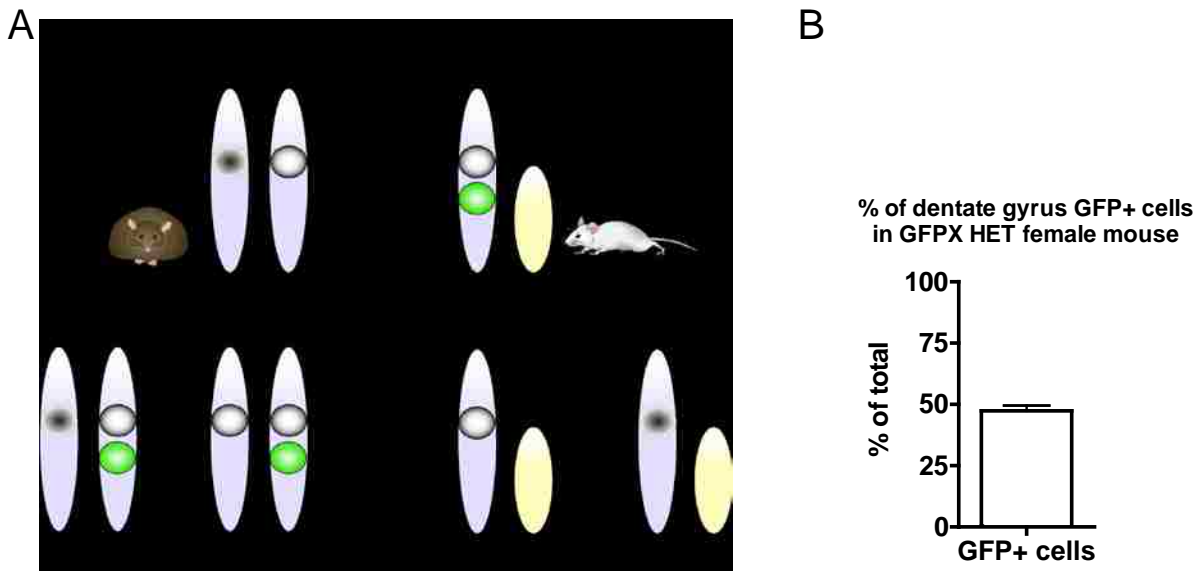 A
B
% of dentate gyrus GFP+ cells
in GFPX HET female mouse
100
75
50
25
0
% of total
GFP+ cells